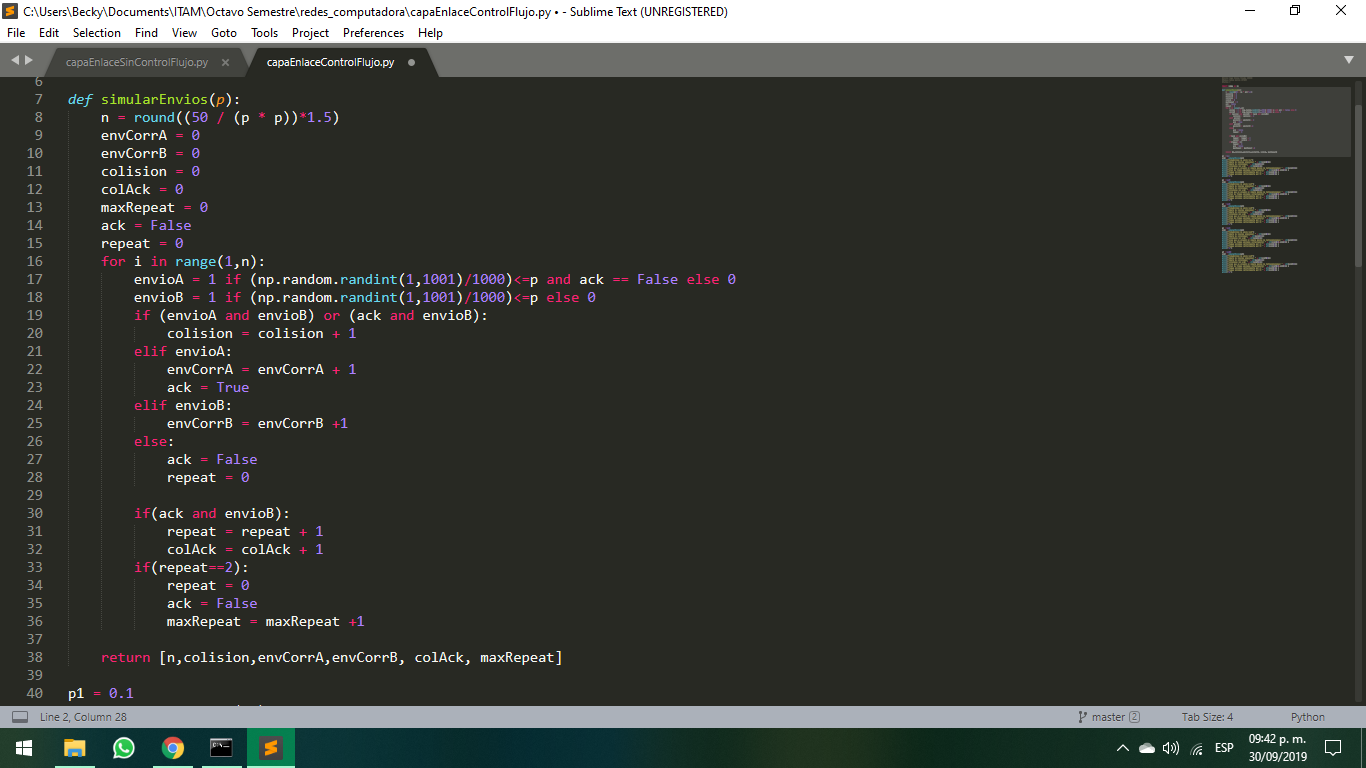 C:\Users\Becky\Documents\ITAM\Octavo Semestre\redes_computadora\capaEnlaceControlFlujo.py • - Sublime Text (UNREGISTERED)
File Edit Selection Find View Goto Tools Project Preferences Help
capaEnlaceSinControlFlujo.py × capaEnlaceControlFlujo.py
6
7 def simularEnvios(p):
8 n = round((50 / (p * p))*1.5)
9 envCorrA = 0
10 envCorrB = 0
11 colision = 0
12 colAck = 0
13 maxRepeat = 0
14 ack = False
15 repeat = 0
16 for i in range(1,n):
17 envioA = 1 if (np.random.randint(1,1001)/1000)<=p and ack == False else 0
18 envioB = 1 if (np.random.randint(1,1001)/1000)<=p else 0
19 if (envioA and envioB) or (ack and envioB):
20 colision = colision + 1
21 elif envioA:
22 envCorrA = envCorrA + 1
23 ack = True
24 elif envioB:
25 envCorrB = envCorrB +1
26 else:
27 ack = False
28 repeat = 0
29
30 if(ack and envioB):
31 repeat = repeat + 1
32 colAck = colAck + 1
33 if(repeat==2):
34 repeat = 0
35 ack = False
36 maxRepeat = maxRepeat +1
37
38 return [n,colision,envCorrA,envCorrB, colAck, maxRepeat]
39
40 p1 = 0.1
Line 2, Column 28 master 2 Tab Size: 4 Python
ESP 09:42 p. m.
30/09/2019